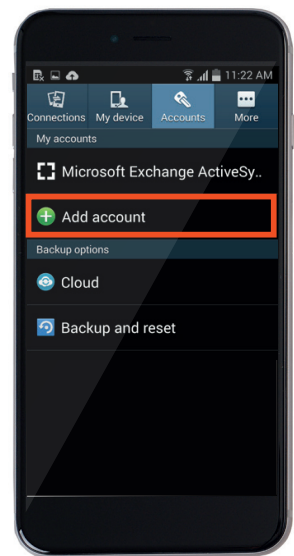 11:22 AM
Connections My device Accounts More
My accounts
Microsoft Exchange ActiveSy..
Add account
Backup options
Cloud
Backup and reset